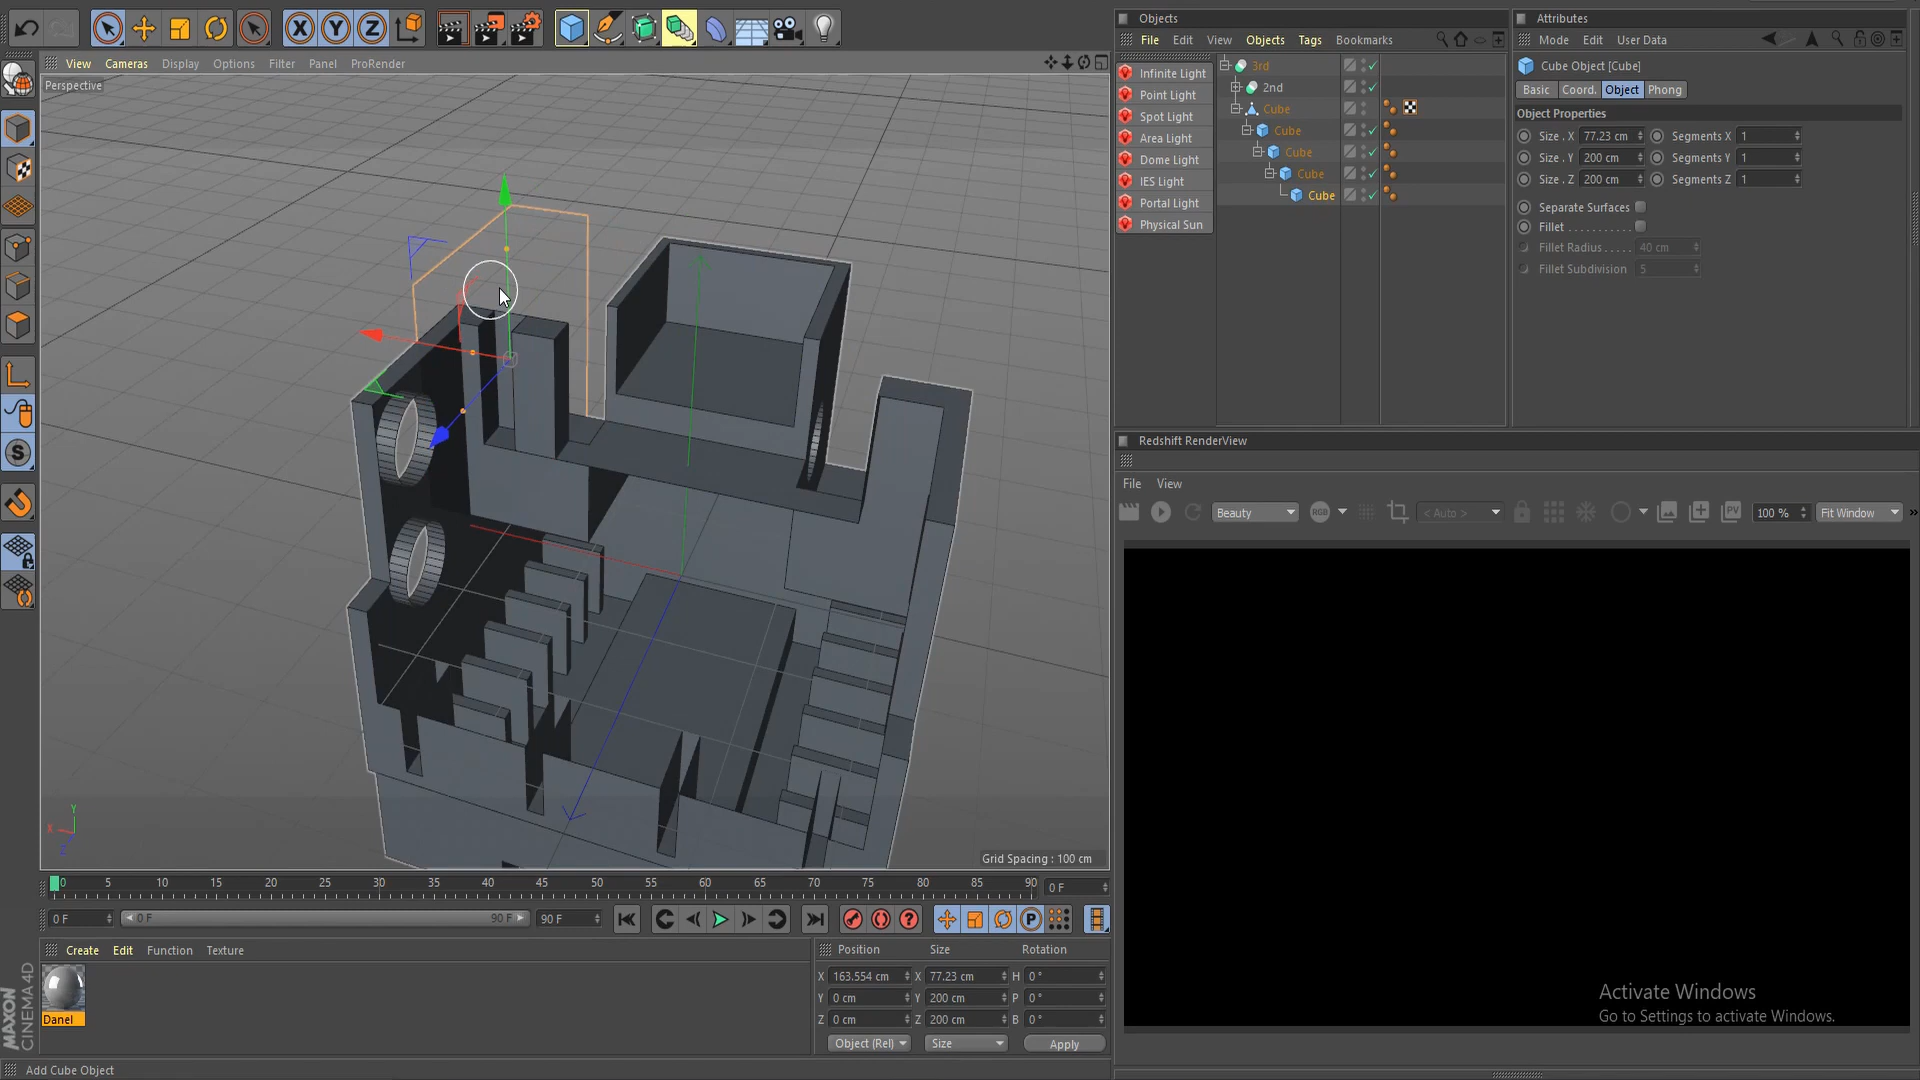 View Cameras Display Options Filter Panel ProRender
Perspective
Grid Spacing : 100 cm
0 5 10 15 20 25 30 35 40 45 50 55 60 65 70 75 80 85 90 0 F
0 F 0 F 90 F 90 F
Create Edit Function Texture
Danel
MAXON CINEMA 4D
Position Size Rotation
X 163.554 cm X 77.23 cm H 0 °
Y 0 cm Y 200 cm P 0 °
Z 0 cm Z 200 cm B 0 °
Object (Rel) Size Apply
Add Cube Object
X Y Z
Objects
File Edit View Objects Tags Bookmarks
Infinite Light
Point Light
Spot Light
Area Light
Dome Light
IES Light
Portal Light
Physical Sun
3rd
2nd
Cube
Cube
Cube
Cube
Cube
Attributes
Mode Edit User Data
Cube Object [Cube]
Basic Coord. Object Phong
Object Properties
Size . X 77.23 cm Segments X 1
Size . Y 200 cm Segments Y 1
Size . Z 200 cm Segments Z 1
Separate Surfaces
Fillet . . . . . . . . . . .
Fillet Radius . . . . . 40 cm
Fillet Subdivision 5
Redshift RenderView
File View
Beauty RGB < Auto > PV 100 % Fit Window »
Activate Windows
Go to Settings to activate Windows.